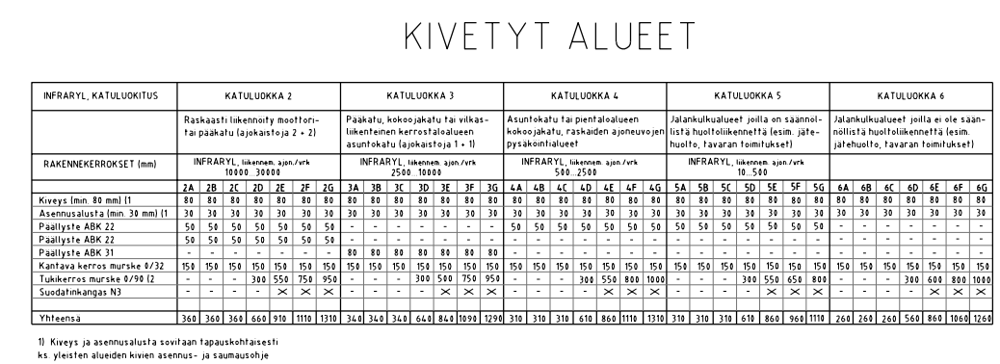 KIVETYT ALUEET
INFRARYL, KATULUOKITUS KATULUOKKA 2 KATULUOKKA 3 KATULUOKKA 4 KATULUOKKA 5 KATULUOKKA 6
Raskaasti liikennöity moottori-
tai pääkatu (ajokaistoja 2 + 2)
Pääkatu, kokoojakatu tai vilkas-
liikenteinen kerrostaloalueen
asuntokatu (ajokaistoja 1 + 1)
Asuntokatu tai pientaloalueen
kokoojakatu, raskaiden ajoneuvojen
pysäköintialueet
Jalankulkualueet joilla on säännöl-
listä huoltoliikennettä (esim. jäte-
huolto, tavaran toimitukset)
Jalankulkualueet joilla ei ole sään-
nöllistä huoltoliikennettä (esim.
jätehuolto, tavaran toimitukset)
RAKENNEKERROKSET (mm)
INFRARYL, liikennem. ajon./vrk
10000...30000
INFRARYL, liikennem. ajon./vrk
2500...10000
INFRARYL, liikennem. ajon./vrk
500...2500
INFRARYL, liikennem. ajon./vrk
10...500
2A 2B 2C 2D 2E 2F 2G 3A 3B 3C 3D 3E 3F 3G 4A 4B 4C 4D 4E 4F 4G 5A 5B 5C 5D 5E 5F 5G 6A 6B 6C 6D 6E 6F 6G
Kiveys (min. 80 mm) (1 80 80 80 80 80 80 80 80 80 80 80 80 80 80 80 80 80 80 80 80 80 80 80 80 80 80 80 80 80 80 80 80 80 80 80
Asennusalusta (min. 30 mm) (1 30 30 30 30 30 30 30 30 30 30 30 30 30 30 30 30 30 30 30 30 30 30 30 30 30 30 30 30 30 30 30 30 30 30 30
Päällyste ABK 22 50 50 50 50 50 50 50 - - - - - - - 50 50 50 50 50 50 50 50 50 50 50 50 50 50 - - - - - - -
Päällyste ABK 22 50 50 50 50 50 50 50 - - - - - - - - - - - - - - - - - - - - - - - - - - - -
Päällyste ABK 31 - - - - - - - 80 80 80 80 80 80 80 - - - - - - - - - - - - - - - - - - - - -
Kantava kerros murske 0/32 150 150 150 150 150 150 150 150 150 150 150 150 150 150 150 150 150 150 150 150 150 150 150 150 150 150 150 150 150 150 150 150 150 150 150
Tukikerros murske 0/90 (2 - - - 300 550 750 950 - - - 300 500 750 950 - - - 300 550 800 1000 - - - 300 550 650 800 - - - 300 600 800 1000
Suodatinkangas N3 - - - - X X X - - - - X X X - - - - X X X - - - - X X X - - - - X X X
Yhteensä 360 360 360 660 910 1110 1310 340 340 340 640 840 1090 1290 310 310 310 610 860 1110 1310 310 310 310 610 860 960 1110 260 260 260 560 860 1060 1260
1) Kiveys ja asennusalusta sovitaan tapauskohtaisesti
ks. yleisten alueiden kivien asennus- ja saumausohje